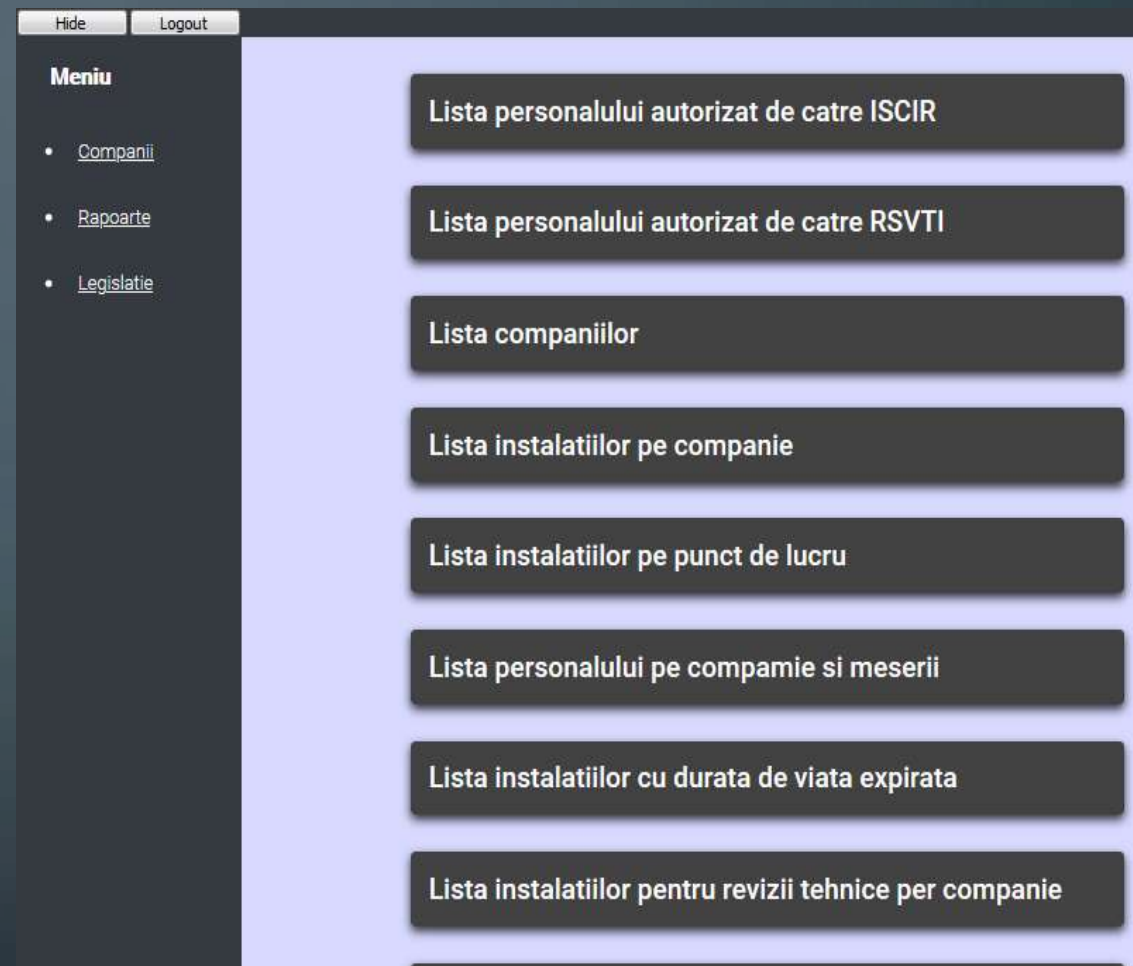 Hide Logout
Meniu
Companii
Rapoarte
Legislatie
Lista personalului autorizat de catre ISCIR
Lista personalului autorizat de catre RSVTI
Lista companiilor
Lista instalatiilor pe companie
Lista instalatiilor pe punct de lucru
Lista personalului pe compamie si meserii
Lista instalatiilor cu durata de viata expirata
Lista instalatiilor pentru revizii tehnice per companie